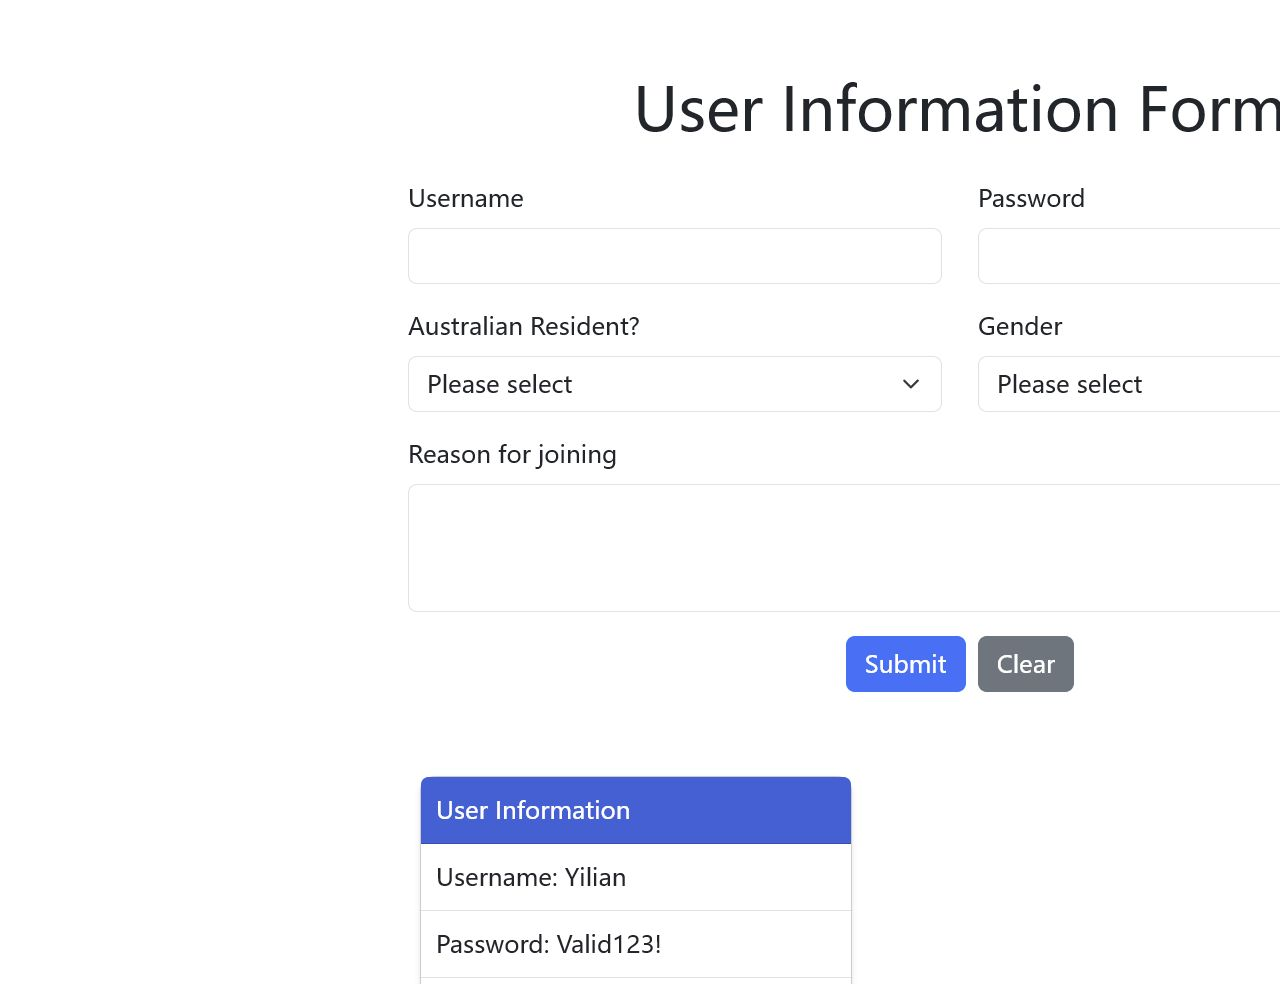 User Information Form
Username
Password
Australian Resident?
Gender
Please select
Please select
Reason for joining
Submit
Clear
User Information
Username: Yilian
Password: Valid123!